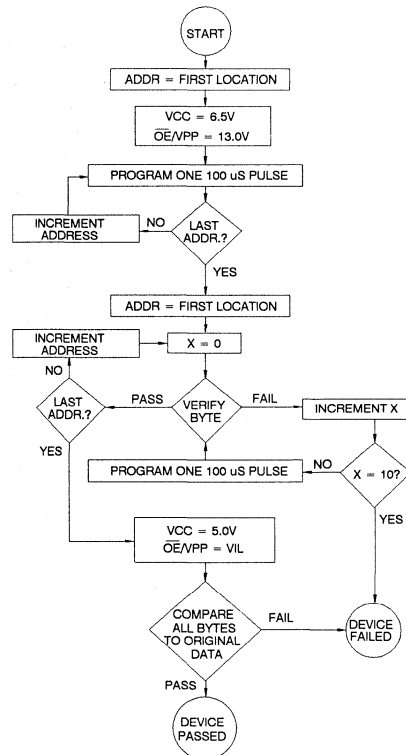 START
ADDR = FIRST LOCATION
VCC = 6.5V
OE/VPP = 13.0V
PROGRAM ONE 100 uS PULSE
INCREMENT
ADDRESS
NO
LAST
ADDR.?
YES
ADDR = FIRST LOCATION
INCREMENT
ADDRESS
X = 0
NO
LAST
ADDR.?
PASS
VERIFY
BYTE
FAIL
INCREMENT X
YES
PROGRAM ONE 100 uS PULSE
NO
X = 10?
YES
VCC = 5.0V
OE/VPP = VIL
COMPARE
ALL BYTES
TO ORIGINAL
DATA
FAIL
DEVICE
FAILED
PASS
DEVICE
PASSED